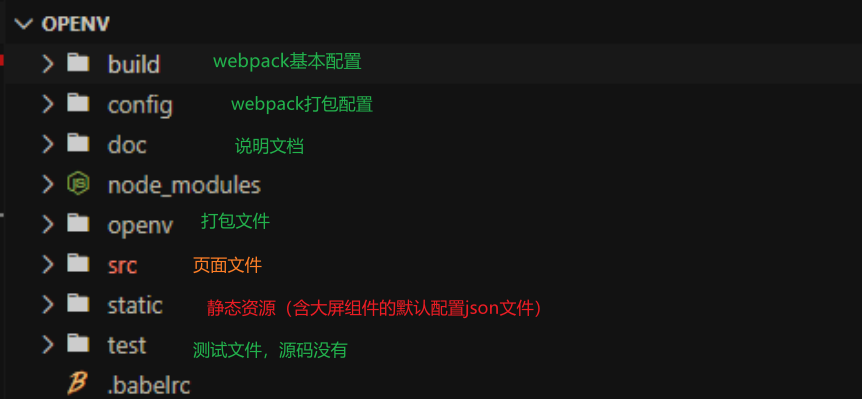 OPENV
build webpack基本配置
config webpack打包配置
doc 说明文档
node_modules
openv 打包文件
src 页面文件
static 静态资源（含大屏组件的默认配置json文件）
test 测试文件，源码没有
.babelrc